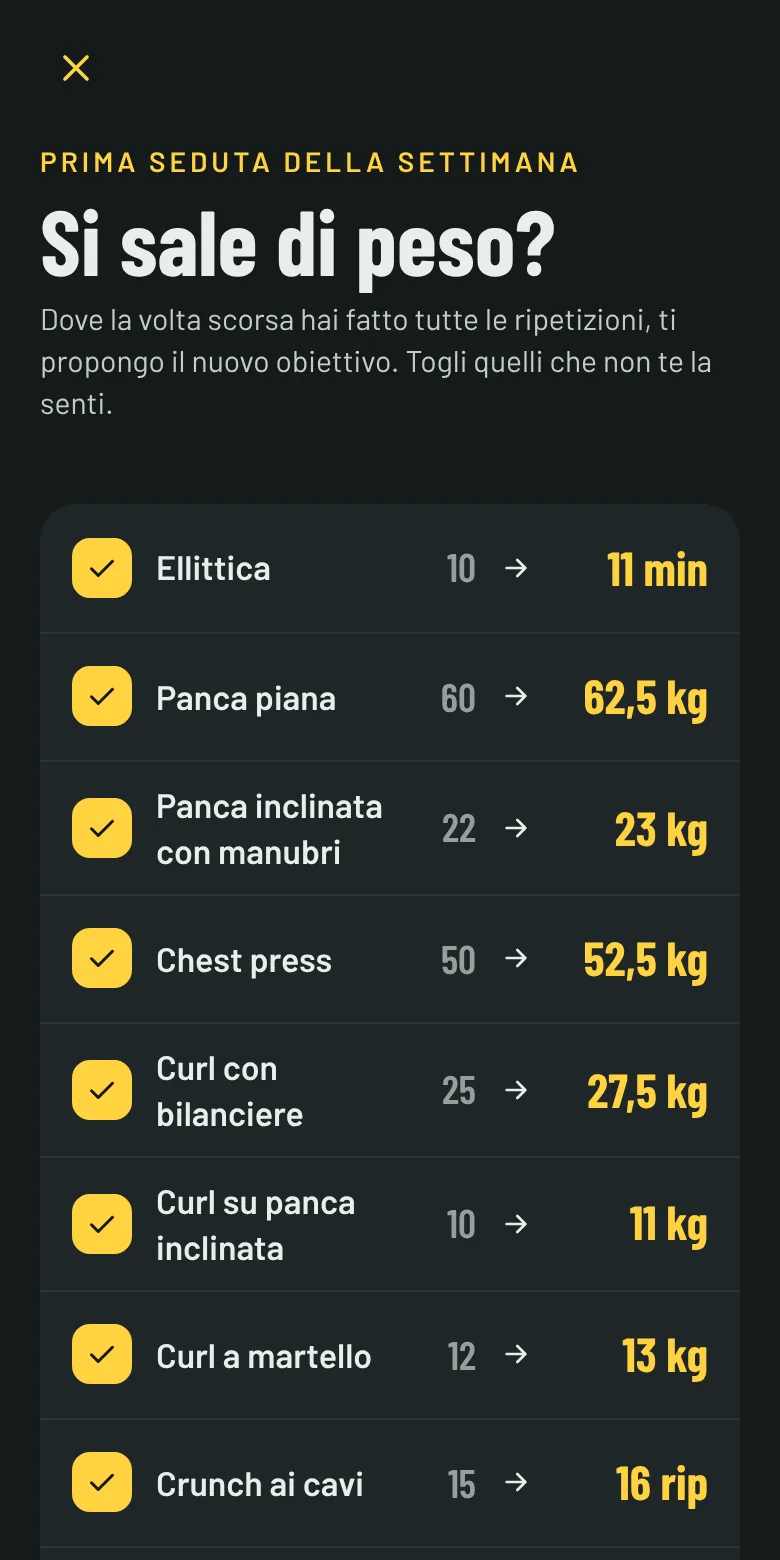 PRIMA SEDUTA DELLA SETTIMANA
Si sale di peso?
Dove la volta scorsa hai fatto tutte le ripetizioni, ti
propongo il nuovo obiettivo. Togli quelli che non te la
senti.
Ellittica 10 → 11 min
Panca piana 60 → 62,5 kg
Panca inclinata
con manubri 22 → 23 kg
Chest press 50 → 52,5 kg
Curl con
bilanciere 25 → 27,5 kg
Curl su panca
inclinata 10 → 11 kg
Curl a martello 12 → 13 kg
Crunch ai cavi 15 → 16 rip